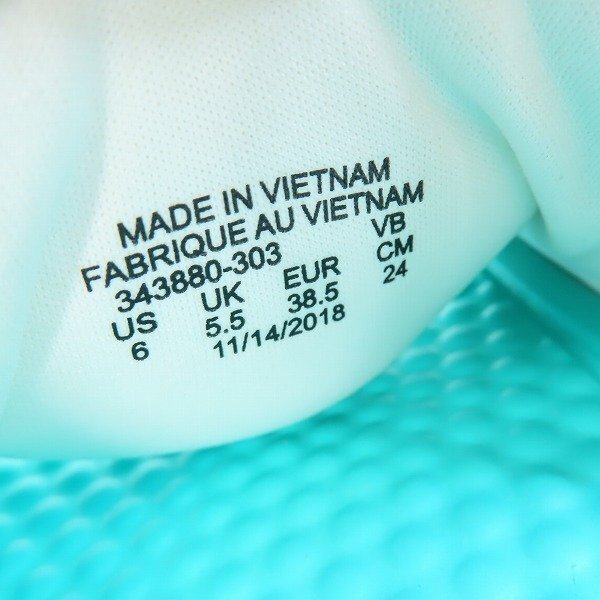 MADE IN VIETNAM
FABRIQUE AU VIETNAM
343880-303 VB
US UK EUR CM
6 5.5 38.5 24
11/14/2018